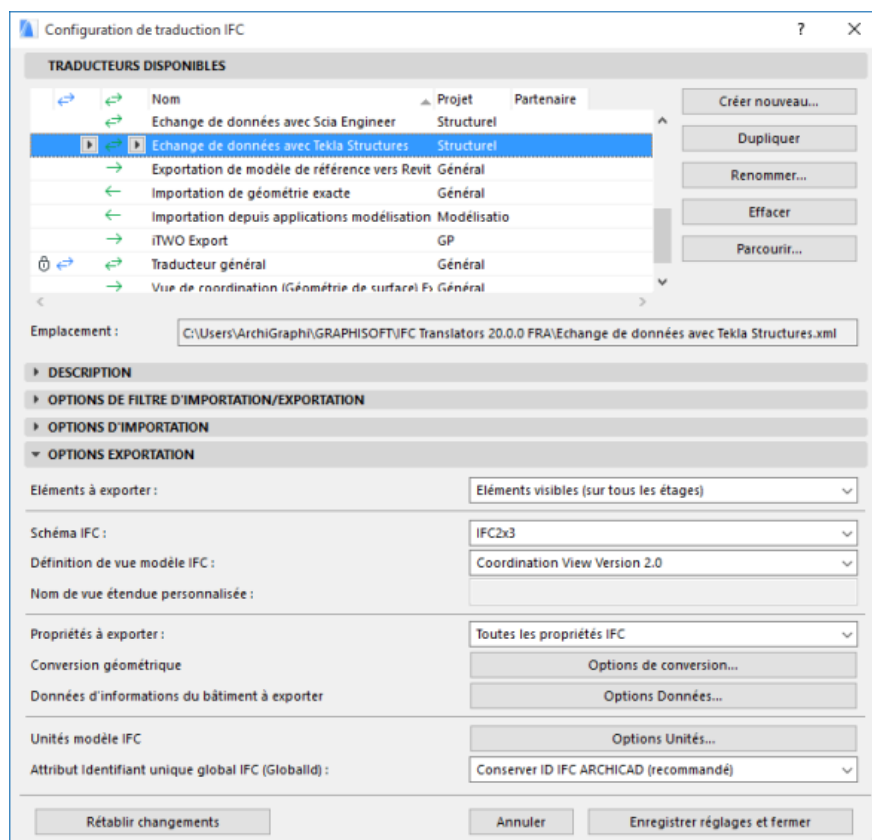 Configuration de traduction IFC
TRADUCTEURS DISPONIBLES
Nom Projet Partenaire
Echange de données avec Scia Engineer Structurel
Echange de données avec Tekla Structures Structurel
Exportation de modèle de référence vers Revit Général
Importation de géométrie exacte Général
Importation depuis applications modélisation Modélisatio
iTWO Export GP
Traducteur général Général
Vue de coordination (Géométrie de surface) Ex Général
Créer nouveau...
Dupliquer
Renommer...
Effacer
Parcourir...
Emplacement : C:\Users\ArchiGraphi\GRAPHISOFT\IFC Translators 20.0.0 FRA\Echange de données avec Tekla Structures.xml
DESCRIPTION
OPTIONS DE FILTRE D'IMPORTATION/EXPORTATION
OPTIONS D'IMPORTATION
OPTIONS EXPORTATION
Eléments à exporter : Eléments visibles (sur tous les étages)
Schéma IFC : IFC2x3
Définition de vue modèle IFC : Coordination View Version 2.0
Nom de vue étendue personnalisée :
Propriétés à exporter : Toutes les propriétés IFC
Conversion géométrique Options de conversion...
Données d'informations du bâtiment à exporter Options Données...
Unités modèle IFC Options Unités...
Attribut Identifiant unique global IFC (GlobalId) : Conserver ID IFC ARCHICAD (recommandé)
Rétablir changements Annuler Enregistrer réglages et fermer